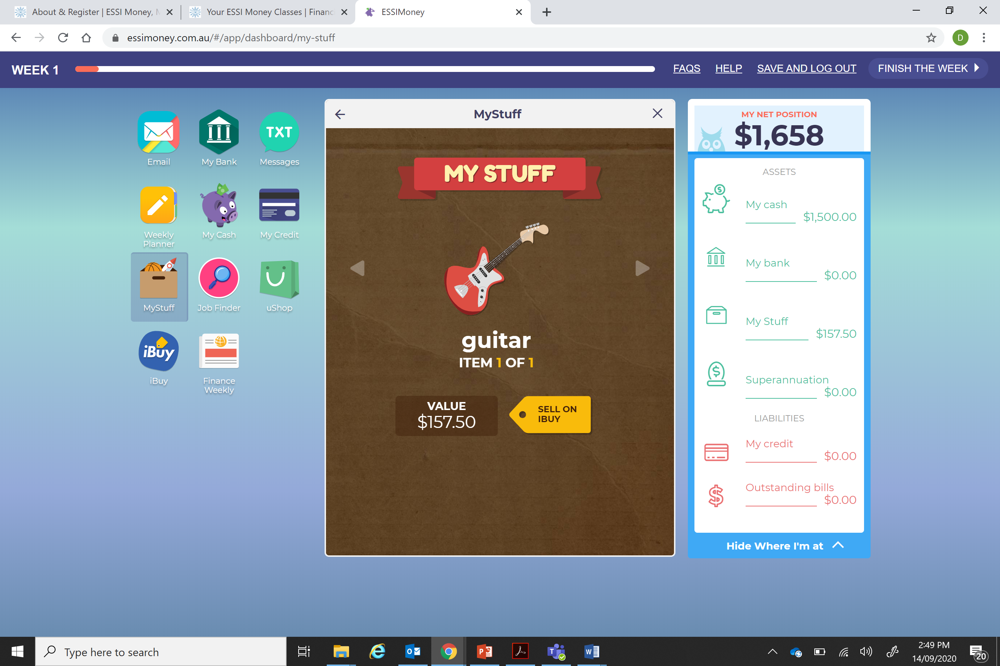 About & Register | ESSI Money, M
Your ESSI Money Classes | Financi
ESSIMoney
essimoney.com.au/#/app/dashboard/my-stuff
D
WEEK 1
FAQS
HELP
SAVE AND LOG OUT
FINISH THE WEEK
Email
My Bank
TXT
Messages
Weekly
Planner
My Cash
My Credit
MyStuff
Job Finder
uShop
iBuy
iBuy
Finance
Weekly
MyStuff
MY STUFF
guitar
ITEM 1 OF 1
VALUE
$157.50
SELL ON
IBUY
MY NET POSITION
$1,658
ASSETS
My cash
$1,500.00
My bank
$0.00
My Stuff
$157.50
Superannuation
$0.00
LIABILITIES
My credit
$0.00
Outstanding bills
$0.00
Hide Where I'm at
Type here to search
2:49 PM
14/09/2020
20